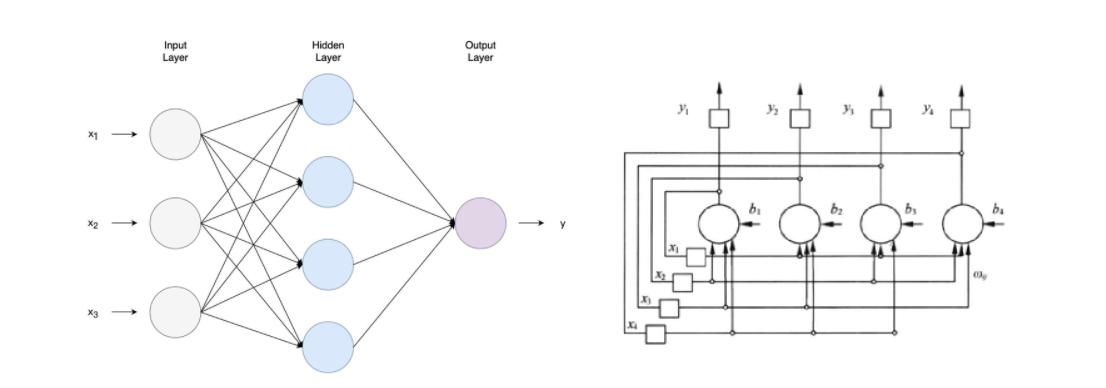 Input
Layer
Hidden
Layer
Output
Layer
x₁
x₂
x₃
y
y₁
y₂
y₃
y₄
b₁
b₂
b₃
b₄
x₁
x₂
x₃
x₄
ω_ij